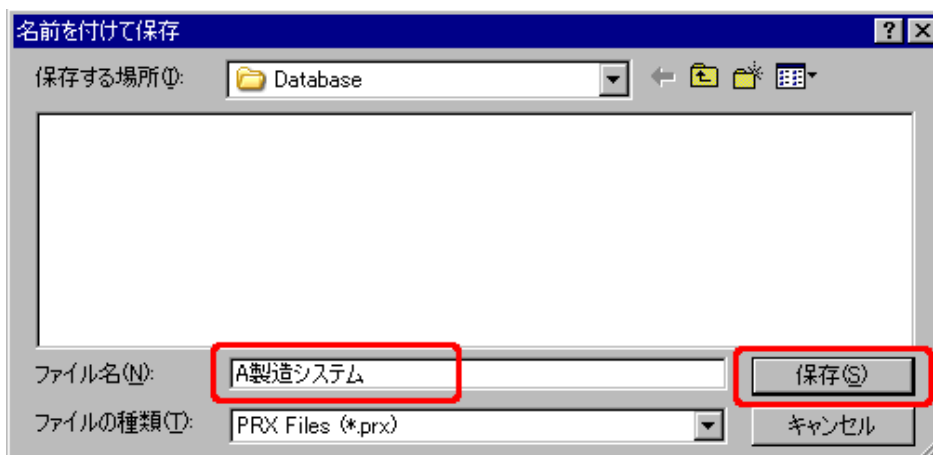 名前を付けて保存
保存する場所(I): Database
ファイル名(N): A製造システム 保存(S)
ファイルの種類(T): PRX Files (*.prx) キャンセル